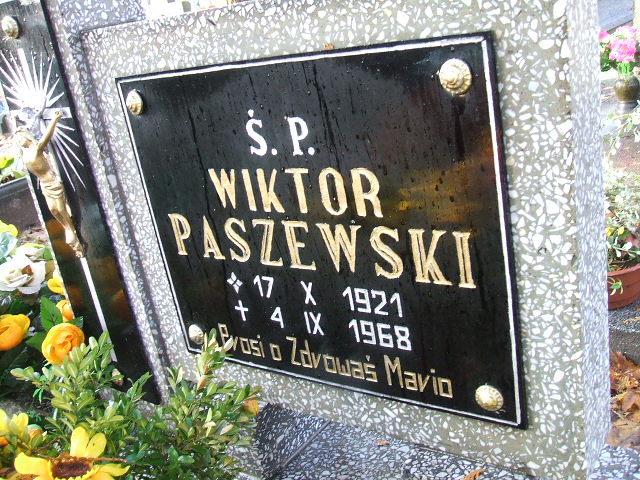 Ś. P.
WIKTOR
PASZEWSKI
❖ 17 X 1921
+ 4 IX 1968
Prosi o Zdrowaś Mario